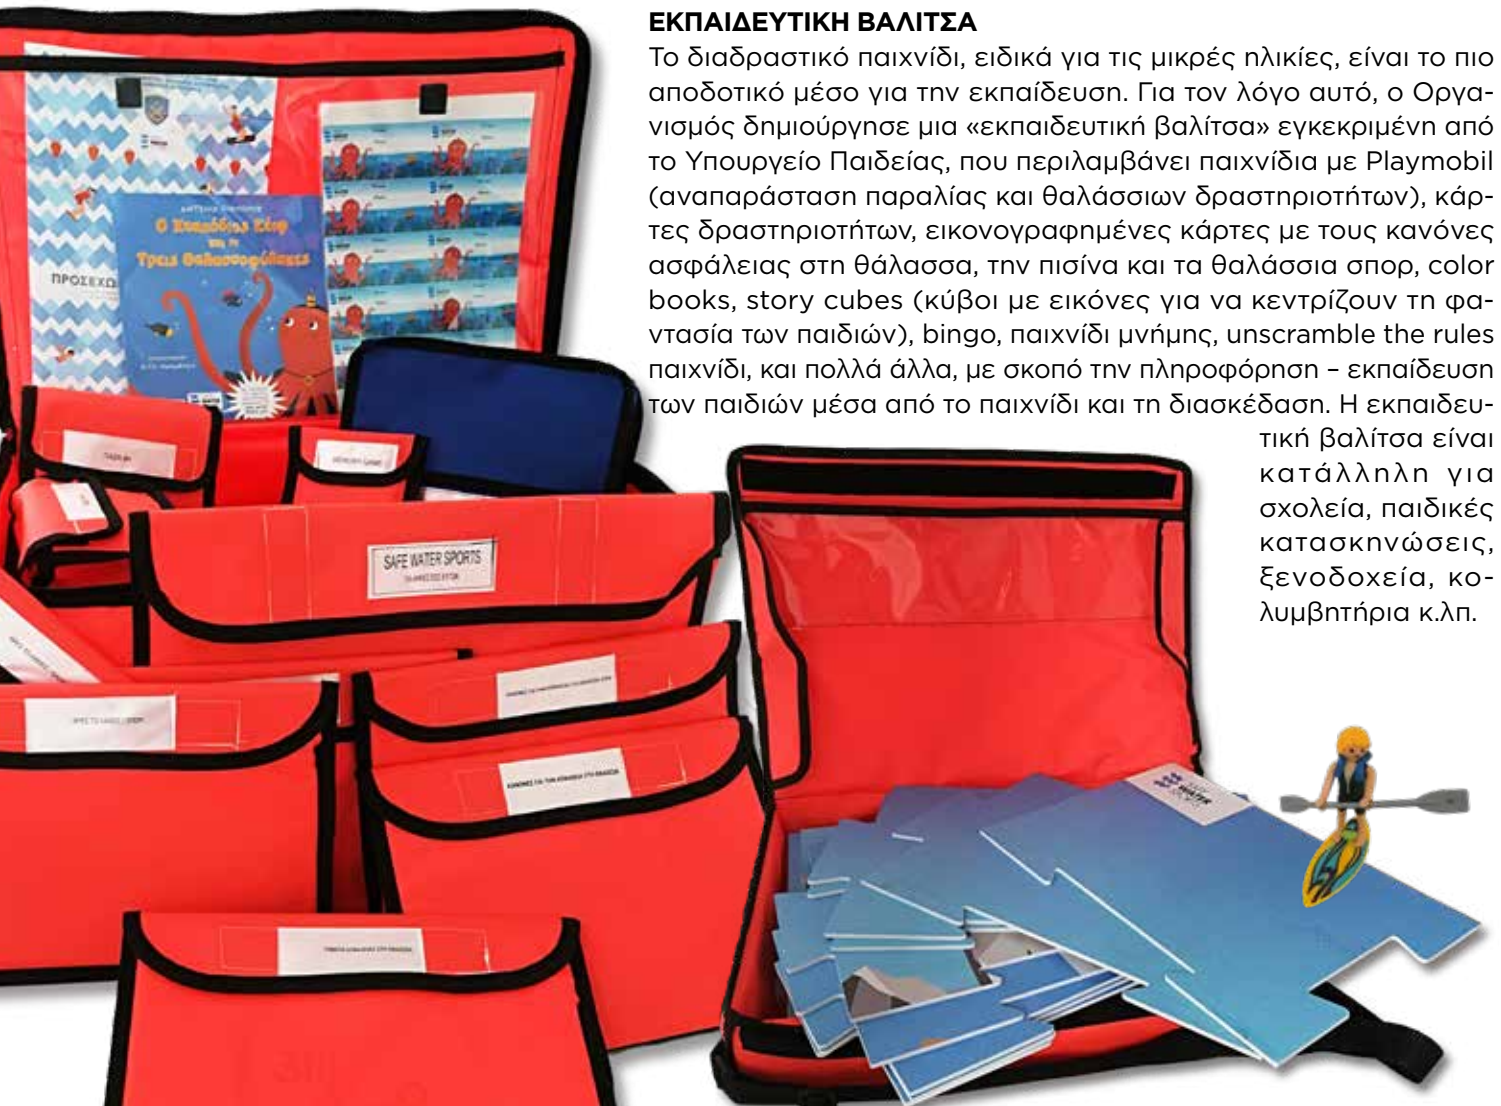 ΕΚΠΑΙΔΕΥΤΙΚΗ ΒΑΛΙΤΣΑ
Το διαδραστικό παιχνίδι, ειδικά για τις μικρές ηλικίες, είναι το πιο
αποδοτικό μέσο για την εκπαίδευση. Για τον λόγο αυτό, ο Οργα-
νισμός δημιούργησε μια «εκπαιδευτική βαλίτσα» εγκεκριμένη από
το Υπουργείο Παιδείας, που περιλαμβάνει παιχνίδια με Playmobil
(αναπαράσταση παραλίας και θαλάσσιων δραστηριοτήτων), κάρ-
τες δραστηριοτήτων, εικονογραφημένες κάρτες με τους κανόνες
ασφάλειας στη θάλασσα, την πισίνα και τα θαλάσσια σπορ, color
books, story cubes (κύβοι με εικόνες για να κεντρίζουν τη φα-
ντασία των παιδιών), bingo, παιχνίδι μνήμης, unscramble the rules
παιχνίδι, και πολλά άλλα, με σκοπό την πληροφόρηση – εκπαίδευση
των παιδιών μέσα από το παιχνίδι και τη διασκέδαση. Η εκπαιδευ-
τική βαλίτσα είναι
κατάλληλη για
σχολεία, παιδικές
κατασκηνώσεις,
ξενοδοχεία, κο-
λυμβητήρια κ.λπ.
ΠΡΟΣΕΧΩ
Τρεις Θαλασσοφύλακες
MEMORY GAME
SAFE WATER SPORTS
WATER
SPORTS